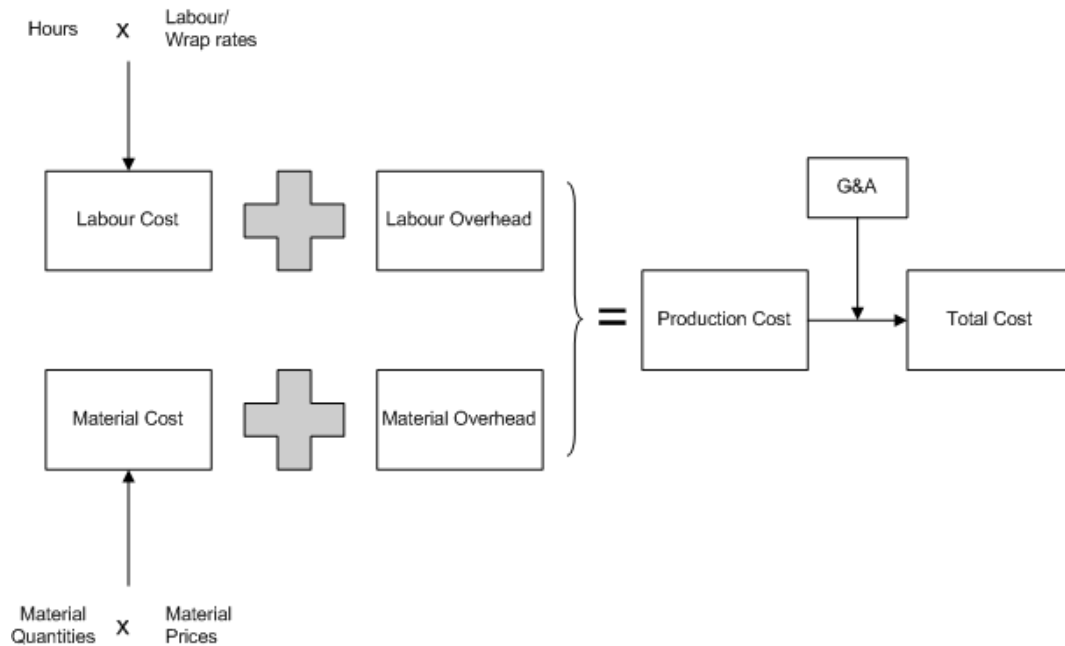 Hours x Labour/
Wrap rates
Labour Cost
Labour Overhead
G&A
=
Production Cost
Total Cost
Material Cost
Material Overhead
Material
Quantities
x
Material
Prices